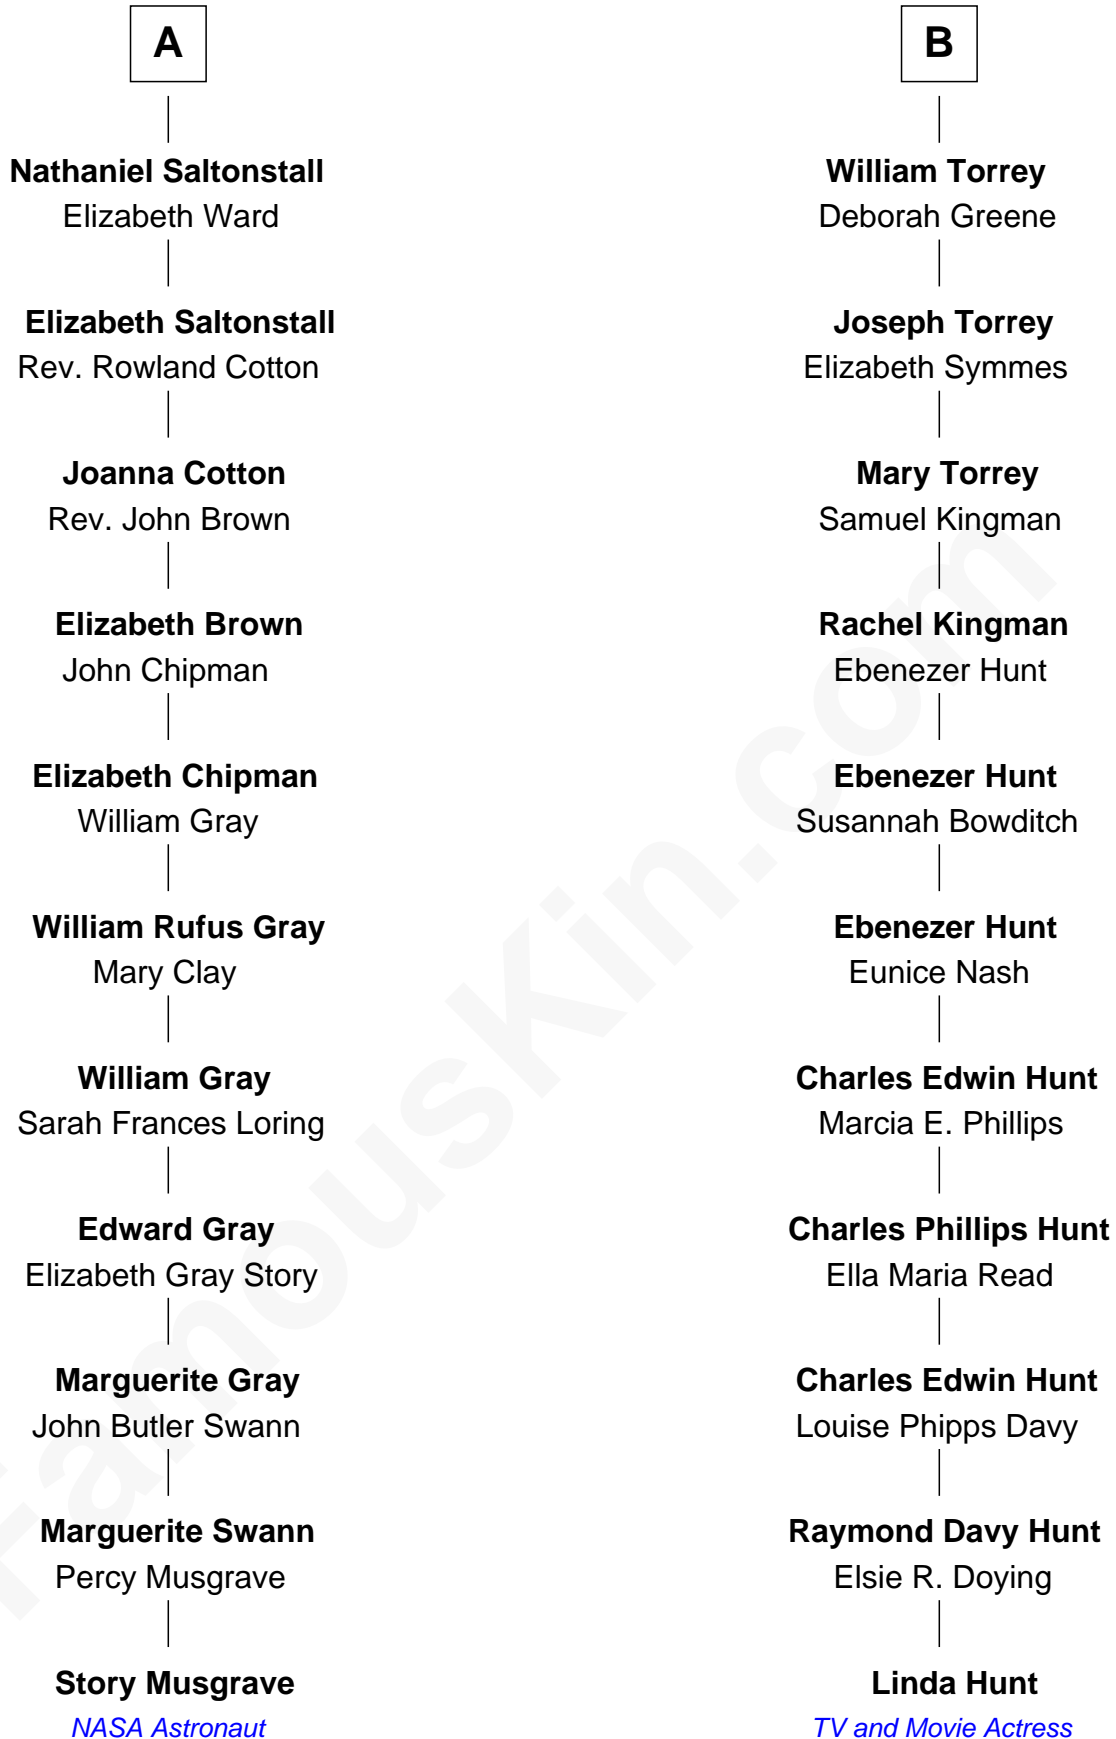 A
Nathaniel Saltonstall
Elizabeth Ward
Elizabeth Saltonstall
Rev. Rowland Cotton
Joanna Cotton
Rev. John Brown
Elizabeth Brown
John Chipman
Elizabeth Chipman
William Gray
William Rufus Gray
Mary Clay
William Gray
Sarah Frances Loring
Edward Gray
Elizabeth Gray Story
Marguerite Gray
John Butler Swann
Marguerite Swann
Percy Musgrave
Story Musgrave
NASA Astronaut
B
William Torrey
Deborah Greene
Joseph Torrey
Elizabeth Symmes
Mary Torrey
Samuel Kingman
Rachel Kingman
Ebenezer Hunt
Ebenezer Hunt
Susannah Bowditch
Ebenezer Hunt
Eunice Nash
Charles Edwin Hunt
Marcia E. Phillips
Charles Phillips Hunt
Ella Maria Read
Charles Edwin Hunt
Louise Phipps Davy
Raymond Davy Hunt
Elsie R. Doying
Linda Hunt
TV and Movie Actress
FamousKin.com